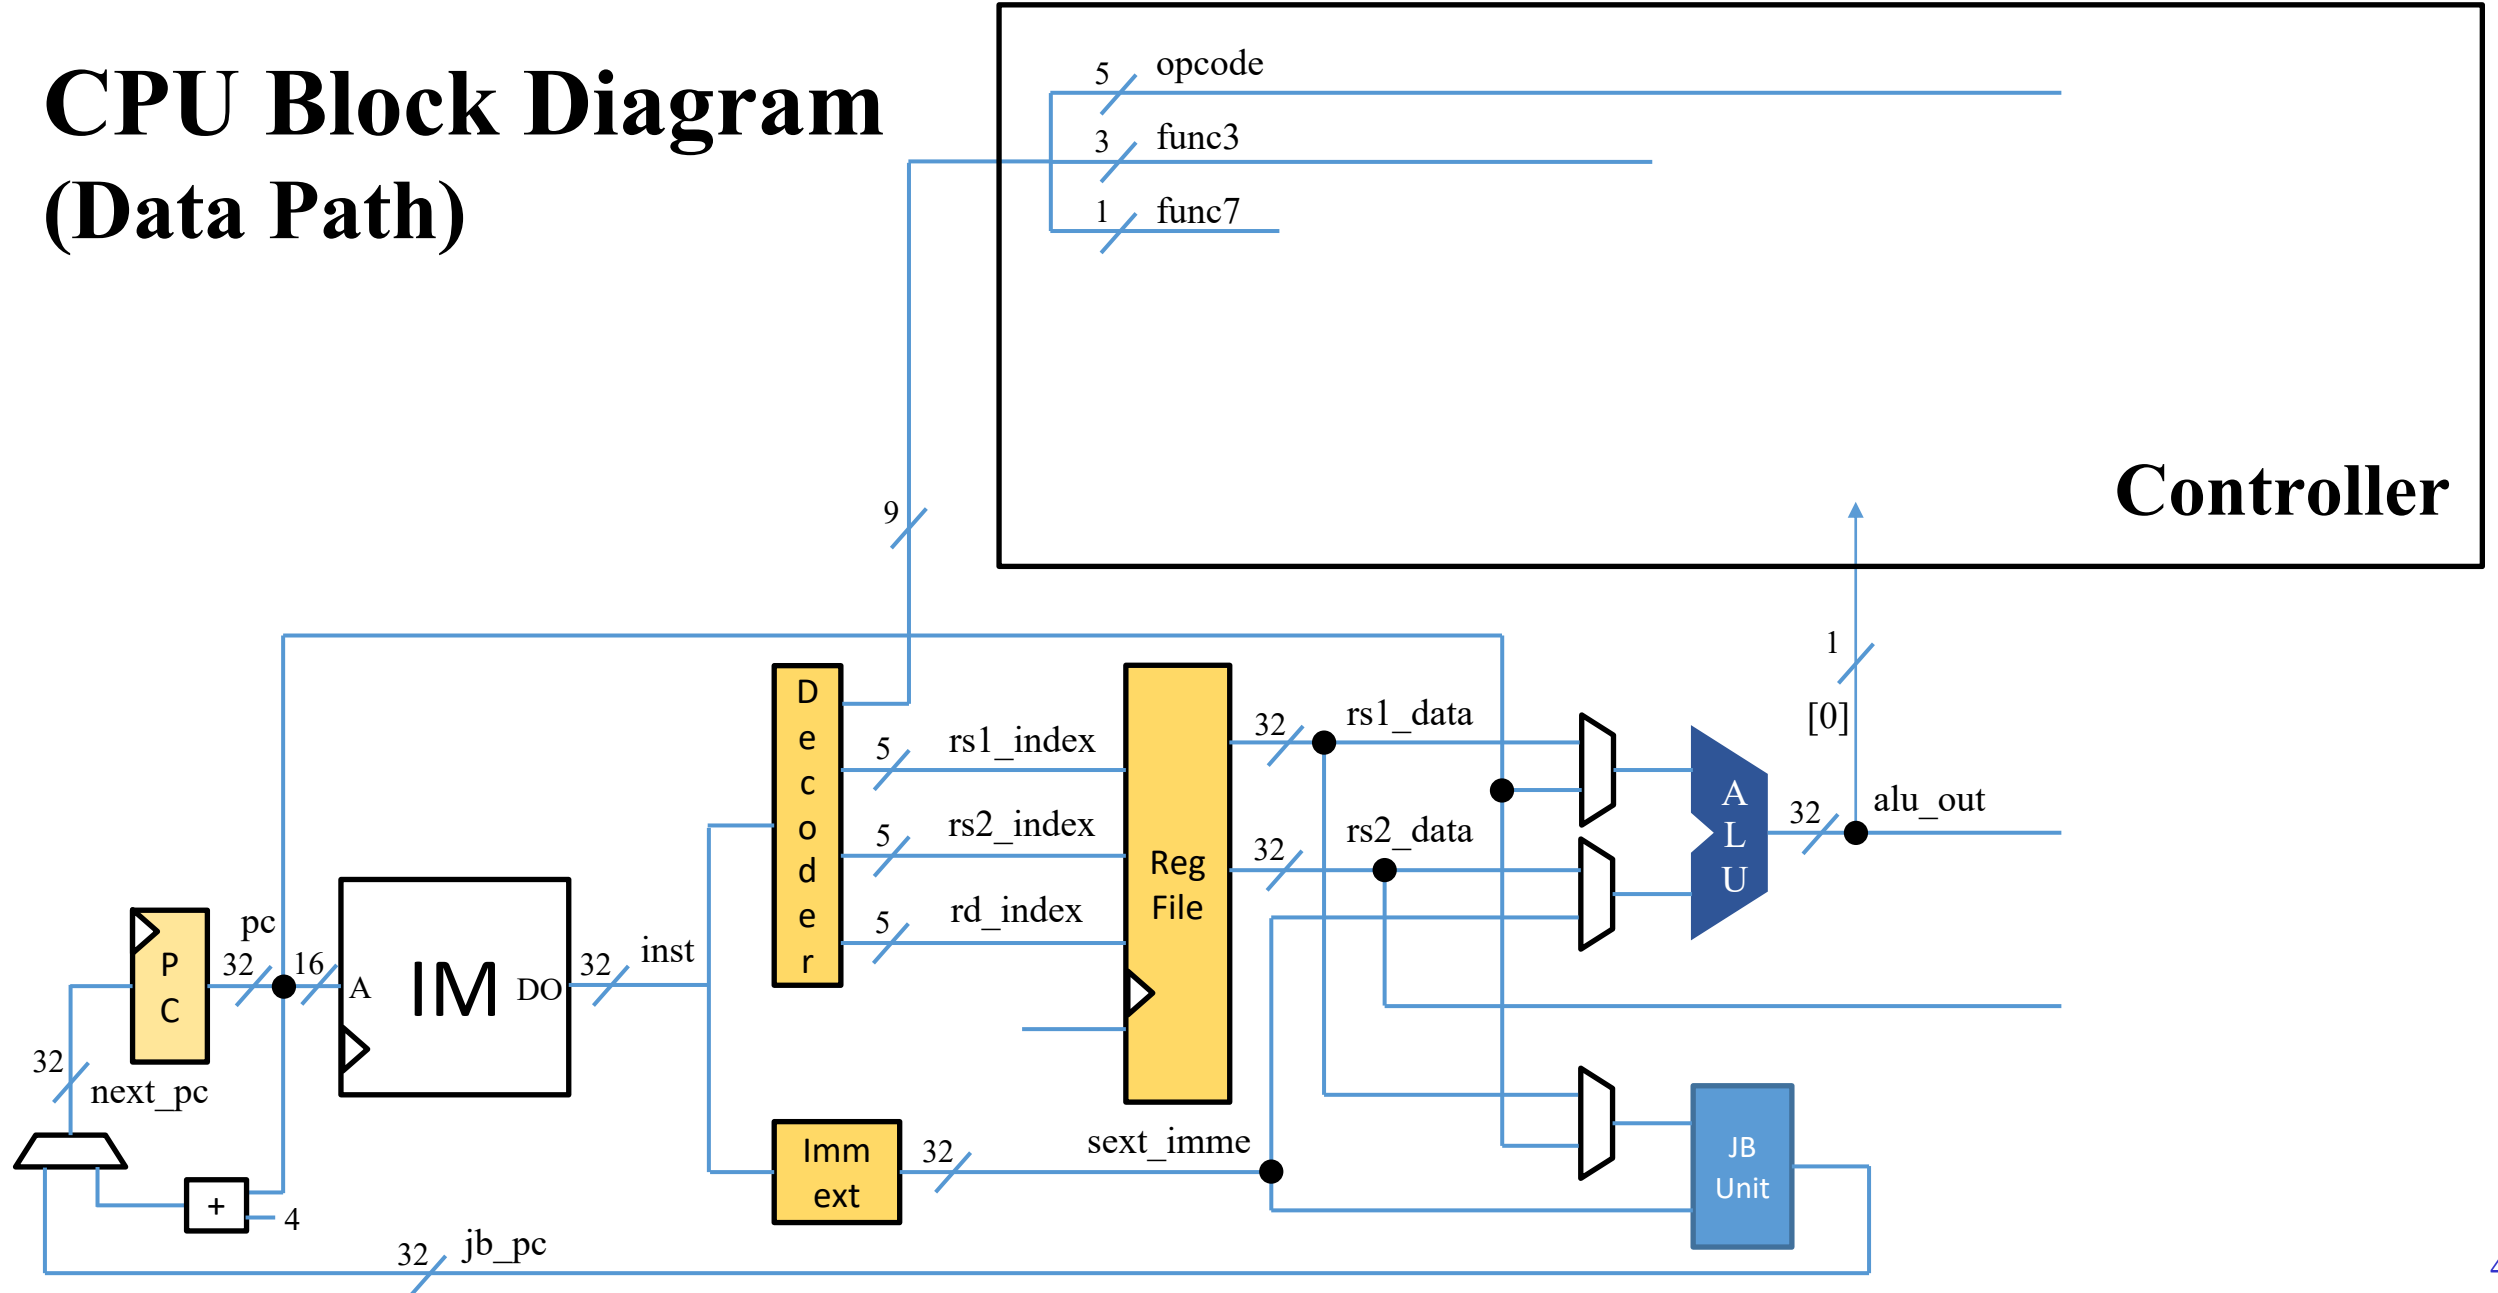 CPU Block Diagram
(Data Path)
5 opcode
3 func3
1 func7
Controller
9
1
[0]
D
e
c
o
d
e
r
5 rs1_index
5 rs2_index
5 rd_index
Reg
File
32 rs1_data
32 rs2_data
A
L
U
32 alu_out
pc
P
C
32
16
A
IM
DO
32
inst
32
next_pc
+
4
Imm
ext
32
sext_imme
JB
Unit
32 jb_pc